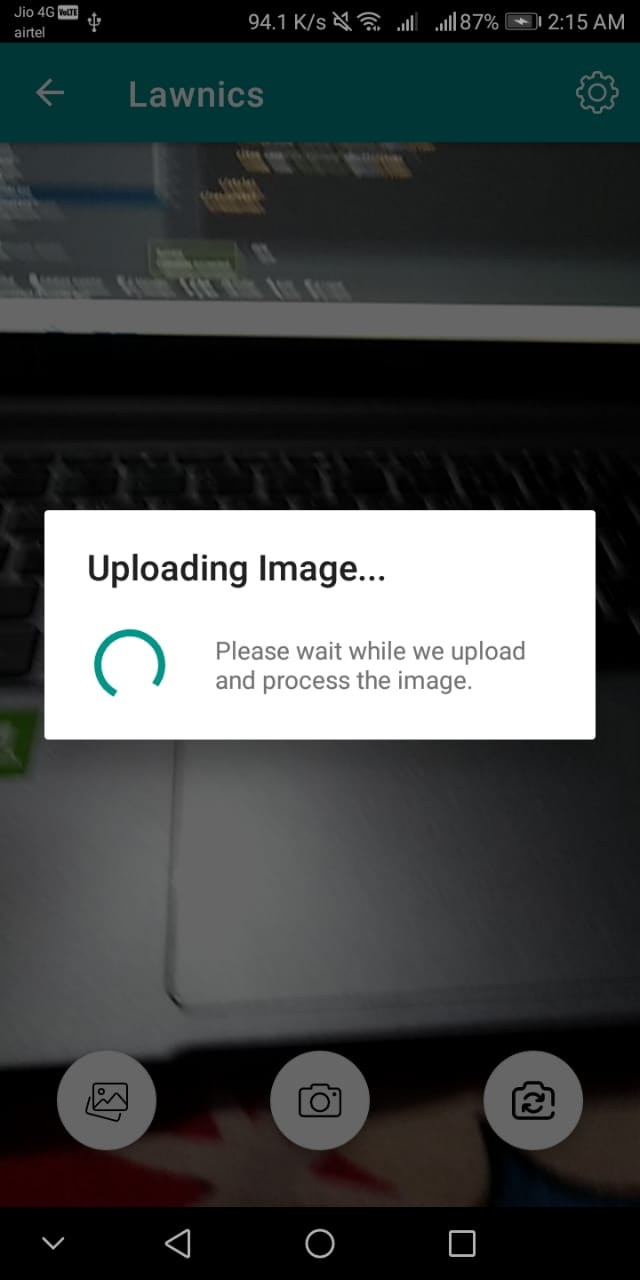 Jio 4G VoLTE
airtel
94.1 K/s 87% 2:15 AM
Lawnics
Uploading Image...
Please wait while we upload
and process the image.